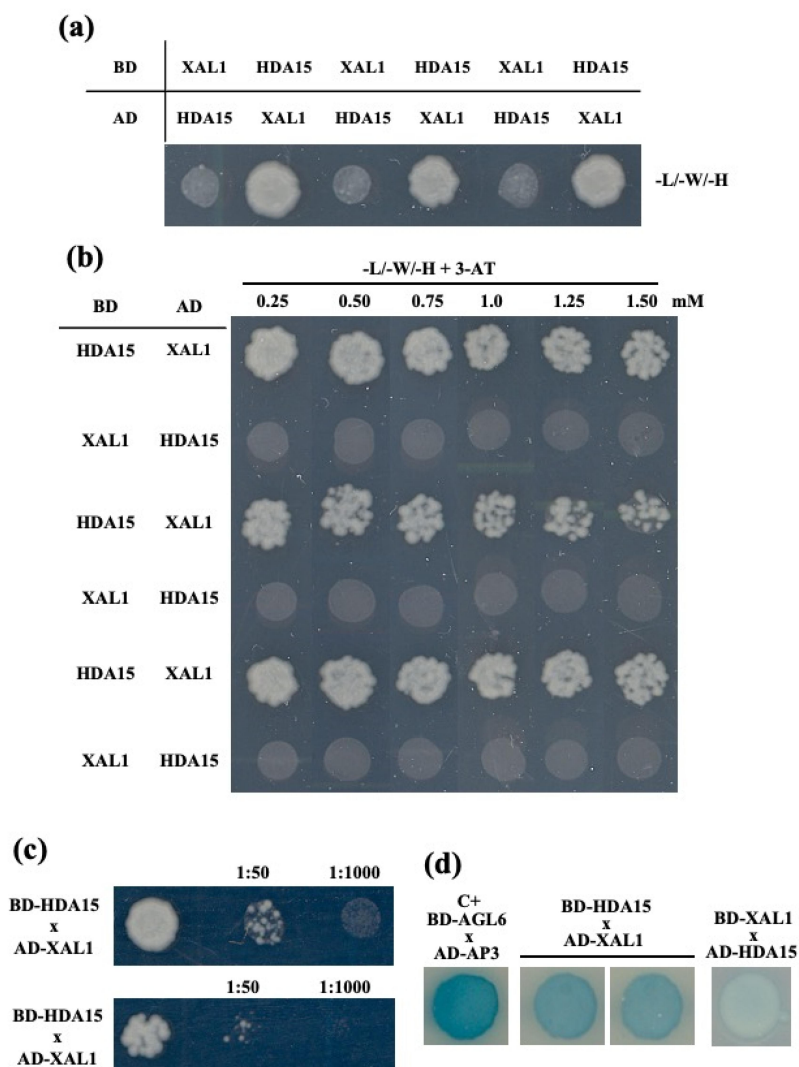 (a)
BD XAL1 HDA15 XAL1 HDA15 XAL1 HDA15
AD HDA15 XAL1 HDA15 XAL1 HDA15 XAL1
-L/-W/-H
(b)
-L/-W/-H + 3-AT
BD AD 0.25 0.50 0.75 1.0 1.25 1.50 mM
HDA15 XAL1
XAL1 HDA15
HDA15 XAL1
XAL1 HDA15
HDA15 XAL1
XAL1 HDA15
(c)
1:50 1:1000
BD-HDA15
x
AD-XAL1
1:50 1:1000
BD-HDA15
x
AD-XAL1
(d)
C+
BD-AGL6
x
AD-AP3
BD-HDA15
x
AD-XAL1
BD-XAL1
x
AD-HDA15